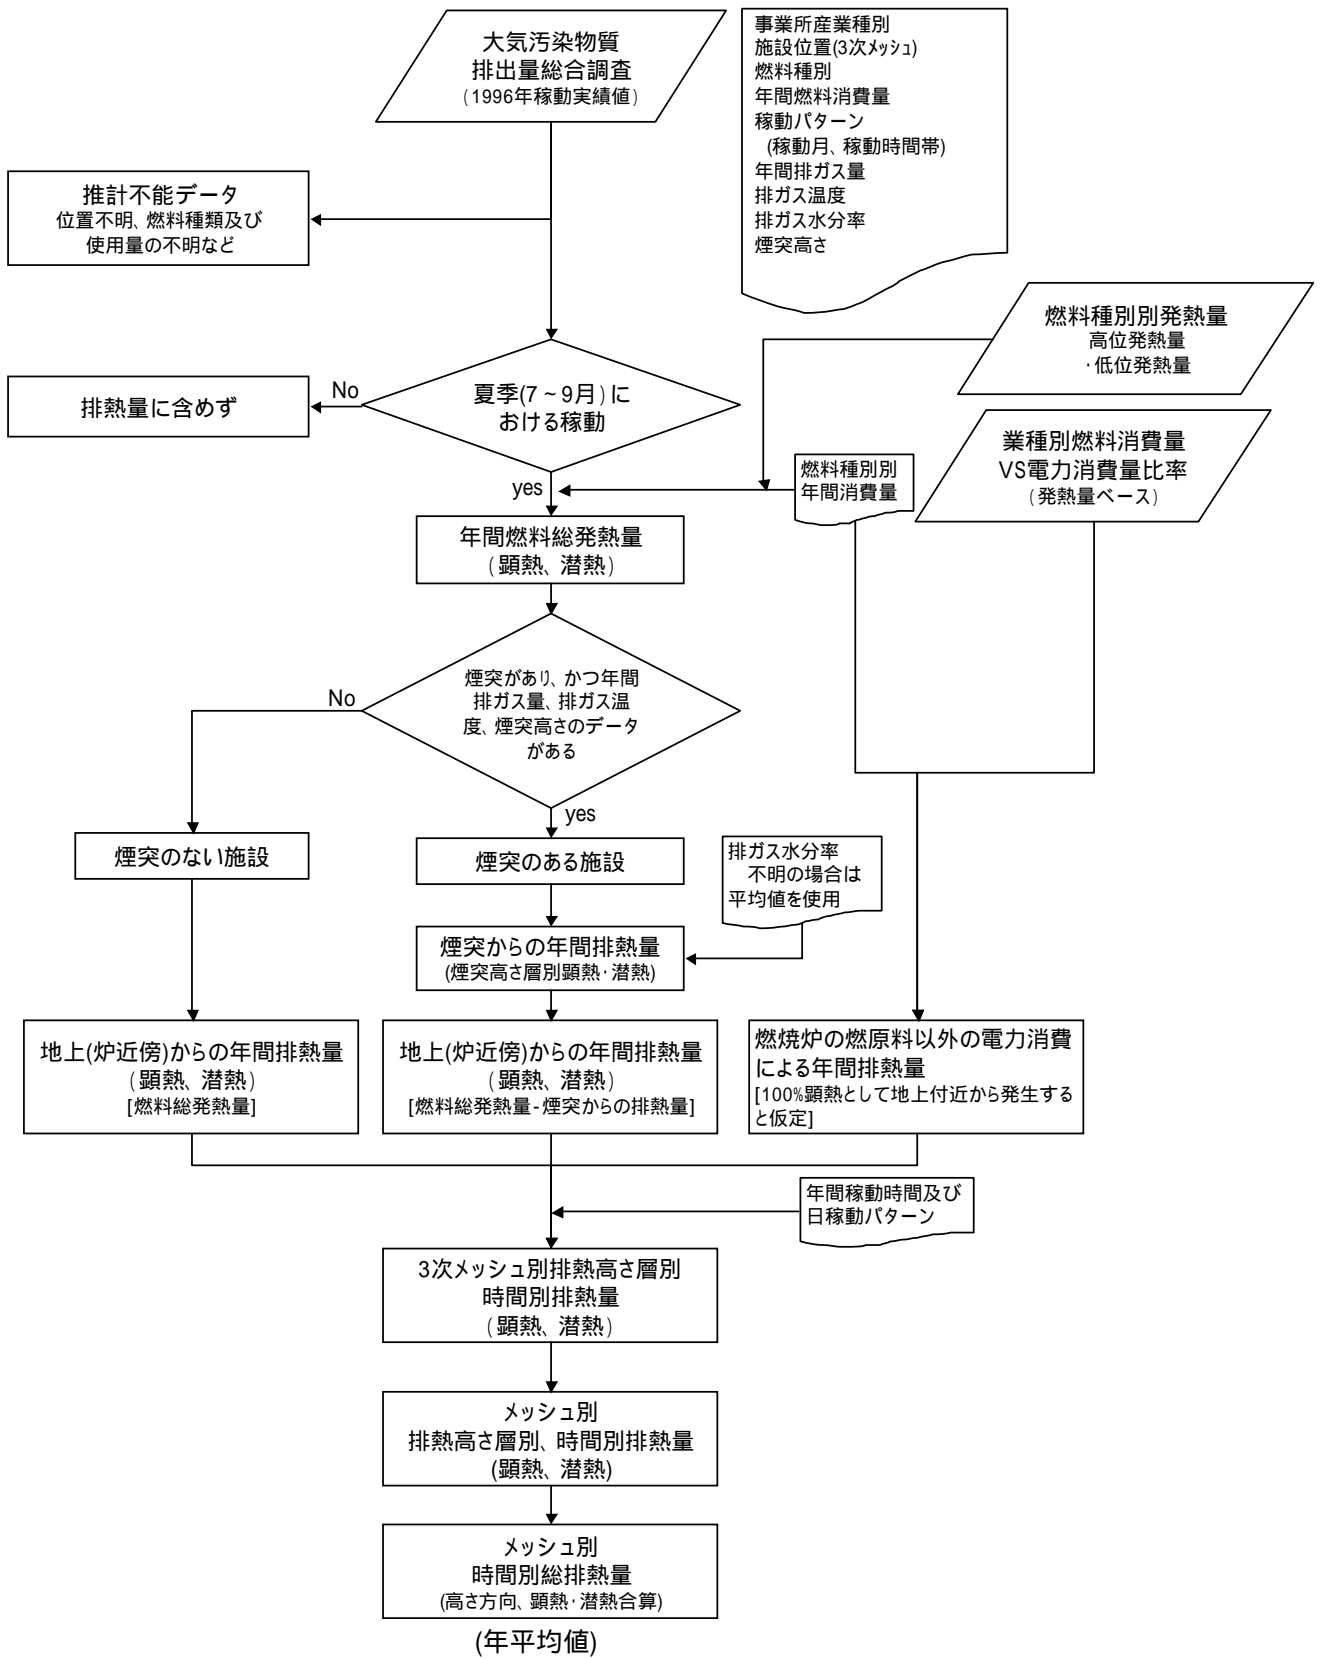 大気汚染物質
排出量総合調査
(1996年稼動実績値)
事業所産業種別
施設位置(3次メッシュ)
燃料種別
年間燃料消費量
稼動パターン
(稼動月、稼動時間帯)
年間排ガス量
排ガス温度
排ガス水分率
煙突高さ
推計不能データ
位置不明、燃料種類及び
使用量の不明など
燃料種別別発熱量
高位発熱量
・低位発熱量
夏季(7～9月)に
おける稼動
No
排熱量に含めず
業種別燃料消費量
VS電力消費量比率
(発熱量ベース)
燃料種別別
年間消費量
yes
年間燃料総発熱量
(顕熱、潜熱)
煙突があり、かつ年間
排ガス量、排ガス温
度、煙突高さのデータ
がある
No
yes
煙突のない施設
煙突のある施設
排ガス水分率
不明の場合は
平均値を使用
煙突からの年間排熱量
(煙突高さ層別顕熱・潜熱)
地上(炉近傍)からの年間排熱量
(顕熱、潜熱)
[燃料総発熱量]
地上(炉近傍)からの年間排熱量
(顕熱、潜熱)
[燃料総発熱量-煙突からの排熱量]
燃焼炉の燃原料以外の電力消費
による年間排熱量
[100%顕熱として地上付近から発生する
と仮定]
年間稼動時間及び
日稼動パターン
3次メッシュ別排熱高さ層別
時間別排熱量
(顕熱、潜熱)
メッシュ別
排熱高さ層別、時間別排熱量
(顕熱、潜熱)
メッシュ別
時間別総排熱量
(高さ方向、顕熱・潜熱合算)
(年平均値)